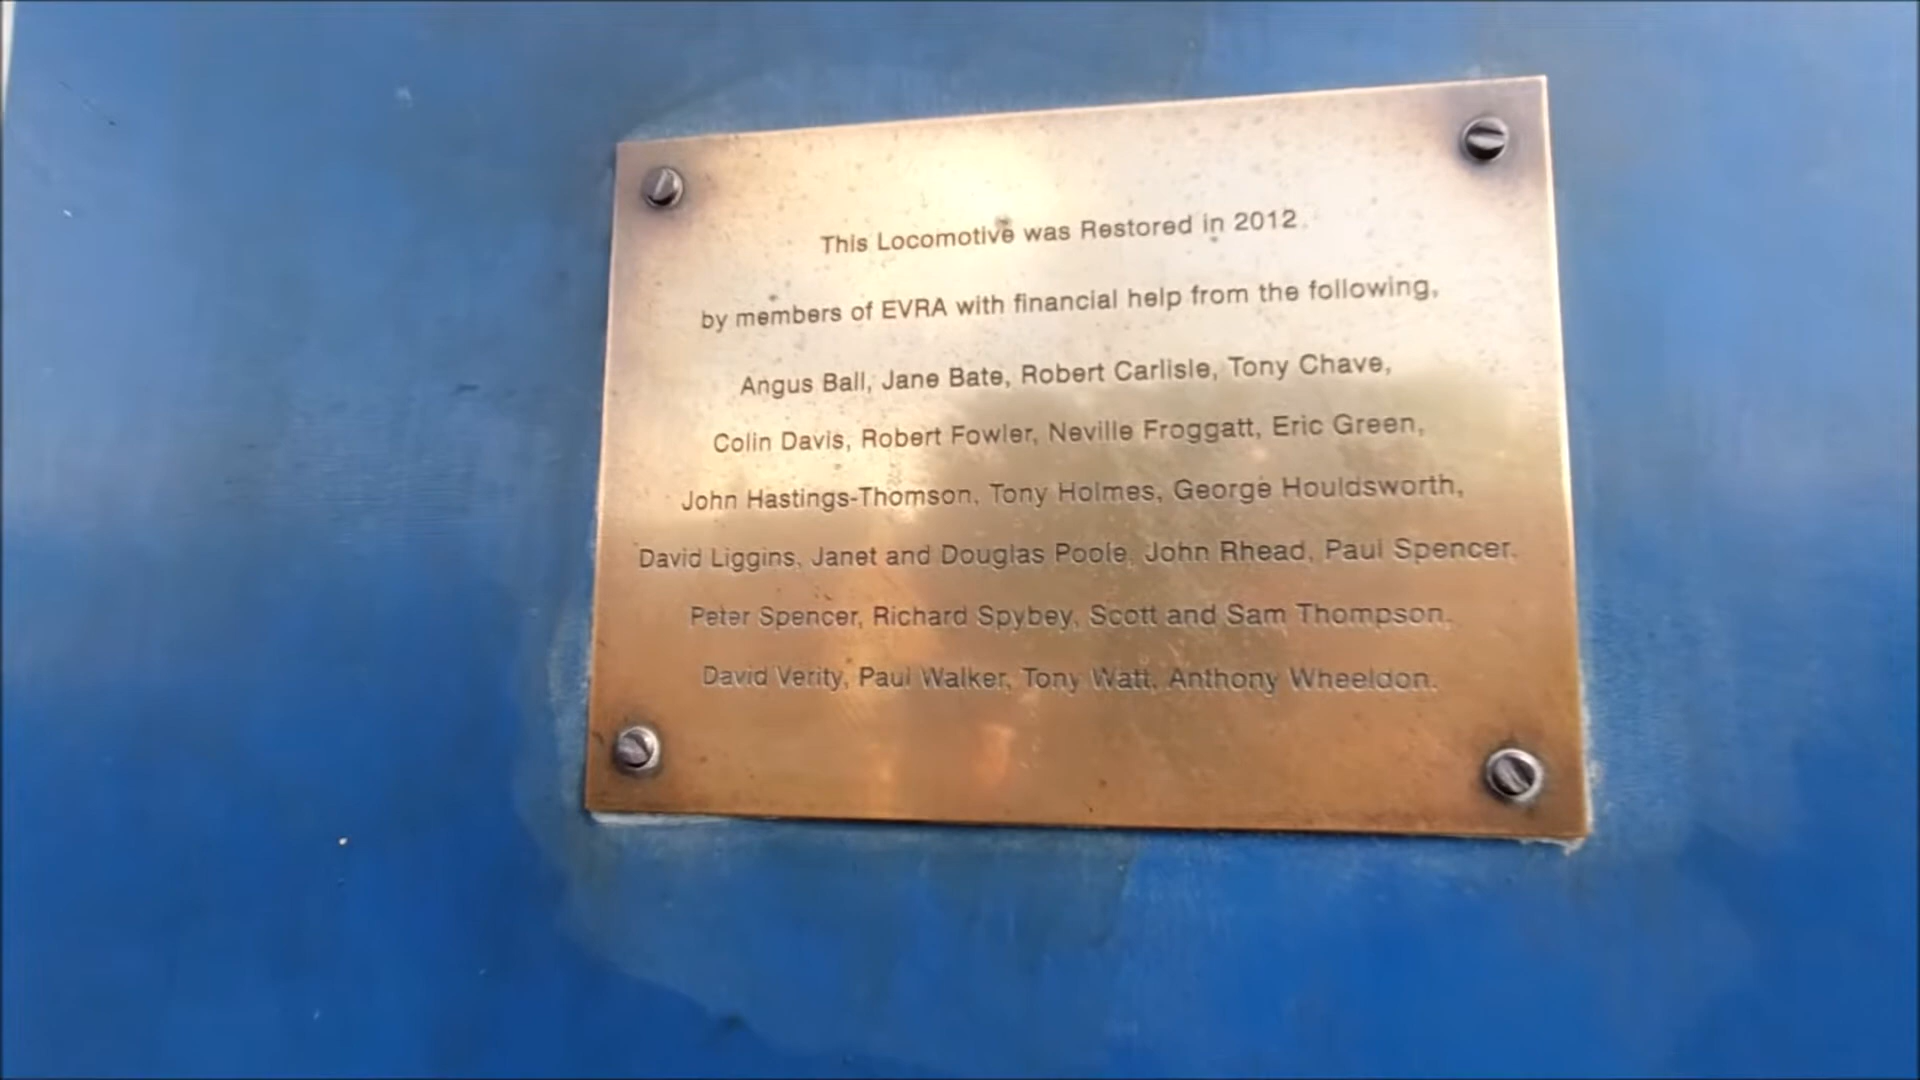 This Locomotive was Restored in 2012.
by members of EVRA with financial help from the following,
Angus Ball, Jane Bate, Robert Carlisle, Tony Chave,
Colin Davis, Robert Fowler, Neville Froggatt, Eric Green,
John Hastings-Thomson, Tony Holmes, George Houldsworth,
David Liggins, Janet and Douglas Poole, John Rhead, Paul Spencer,
Peter Spencer, Richard Spybey, Scott and Sam Thompson.
David Verity, Paul Walker, Tony Watt, Anthony Wheeldon.